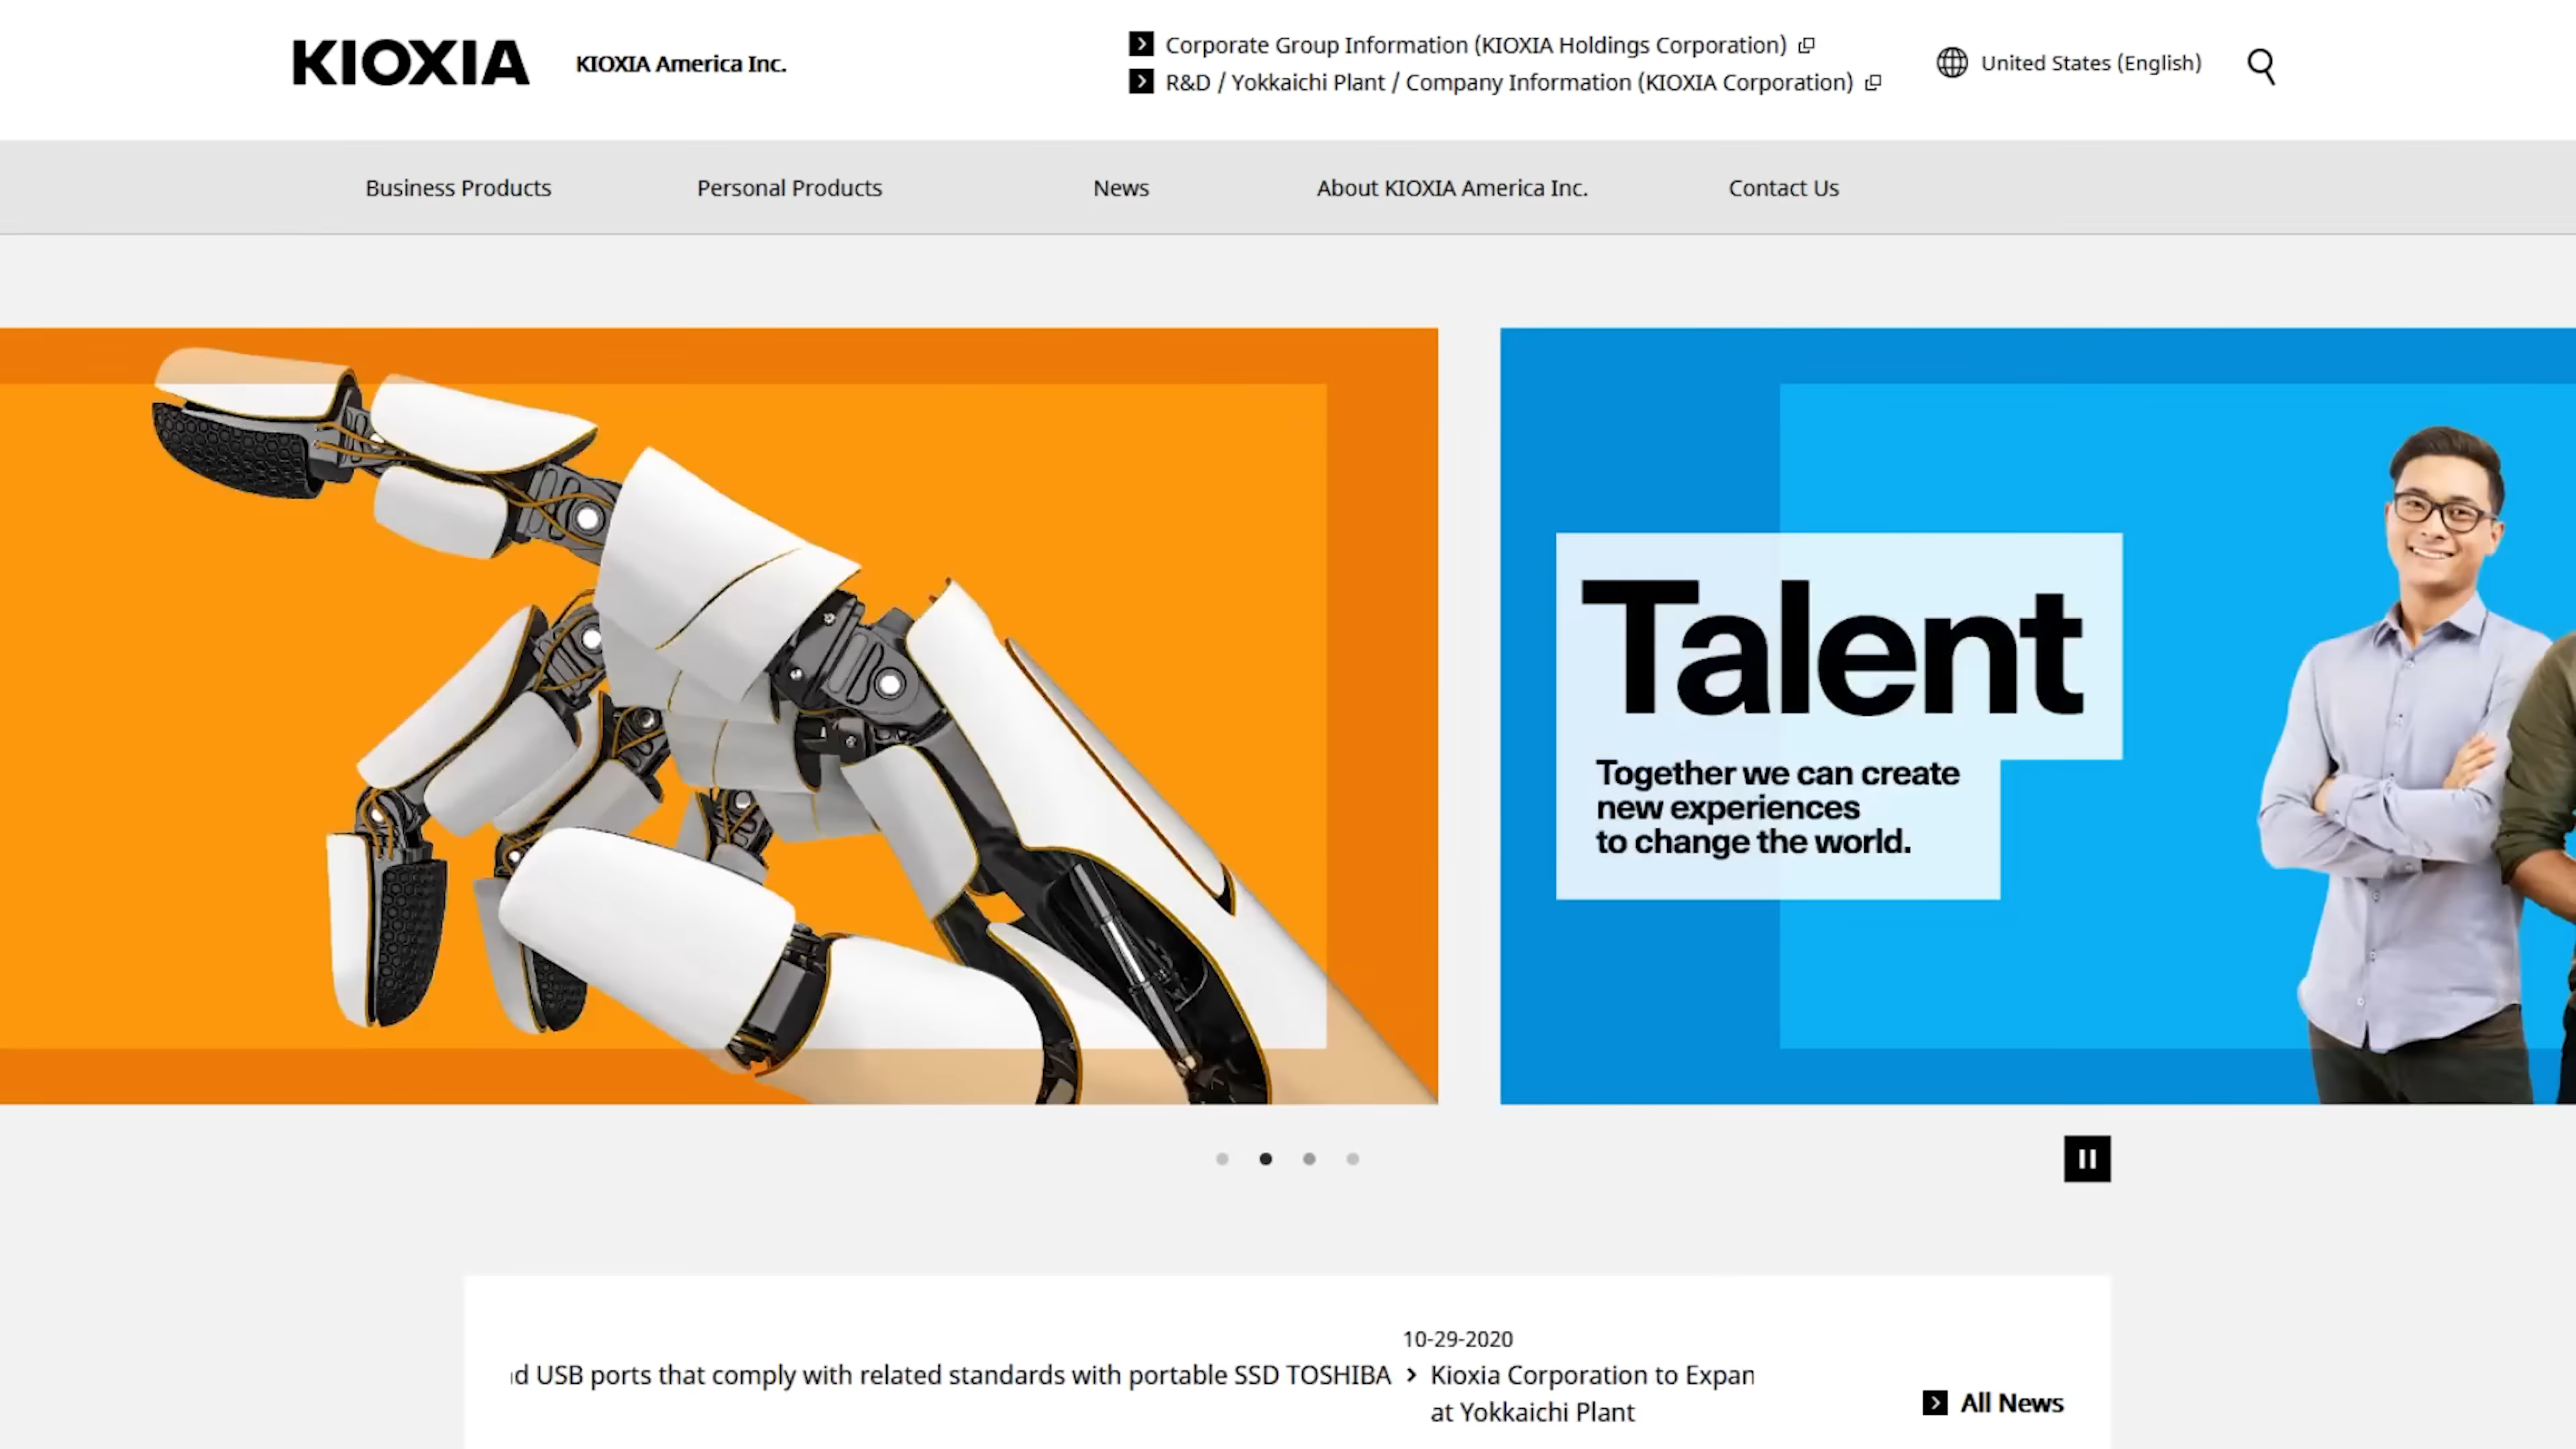 KIOXIA
KIOXIA America Inc.
Corporate Group Information (KIOXIA Holdings Corporation)
R&D / Yokkaichi Plant / Company Information (KIOXIA Corporation)
United States (English)
Business Products
Personal Products
News
About KIOXIA America Inc.
Contact Us
Talent
Together we can create
new experiences
to change the world.
USB ports that comply with related standards with portable SSD TOSHIBA
10-29-2020
Kioxia Corporation to Expan
at Yokkaichi Plant
All News